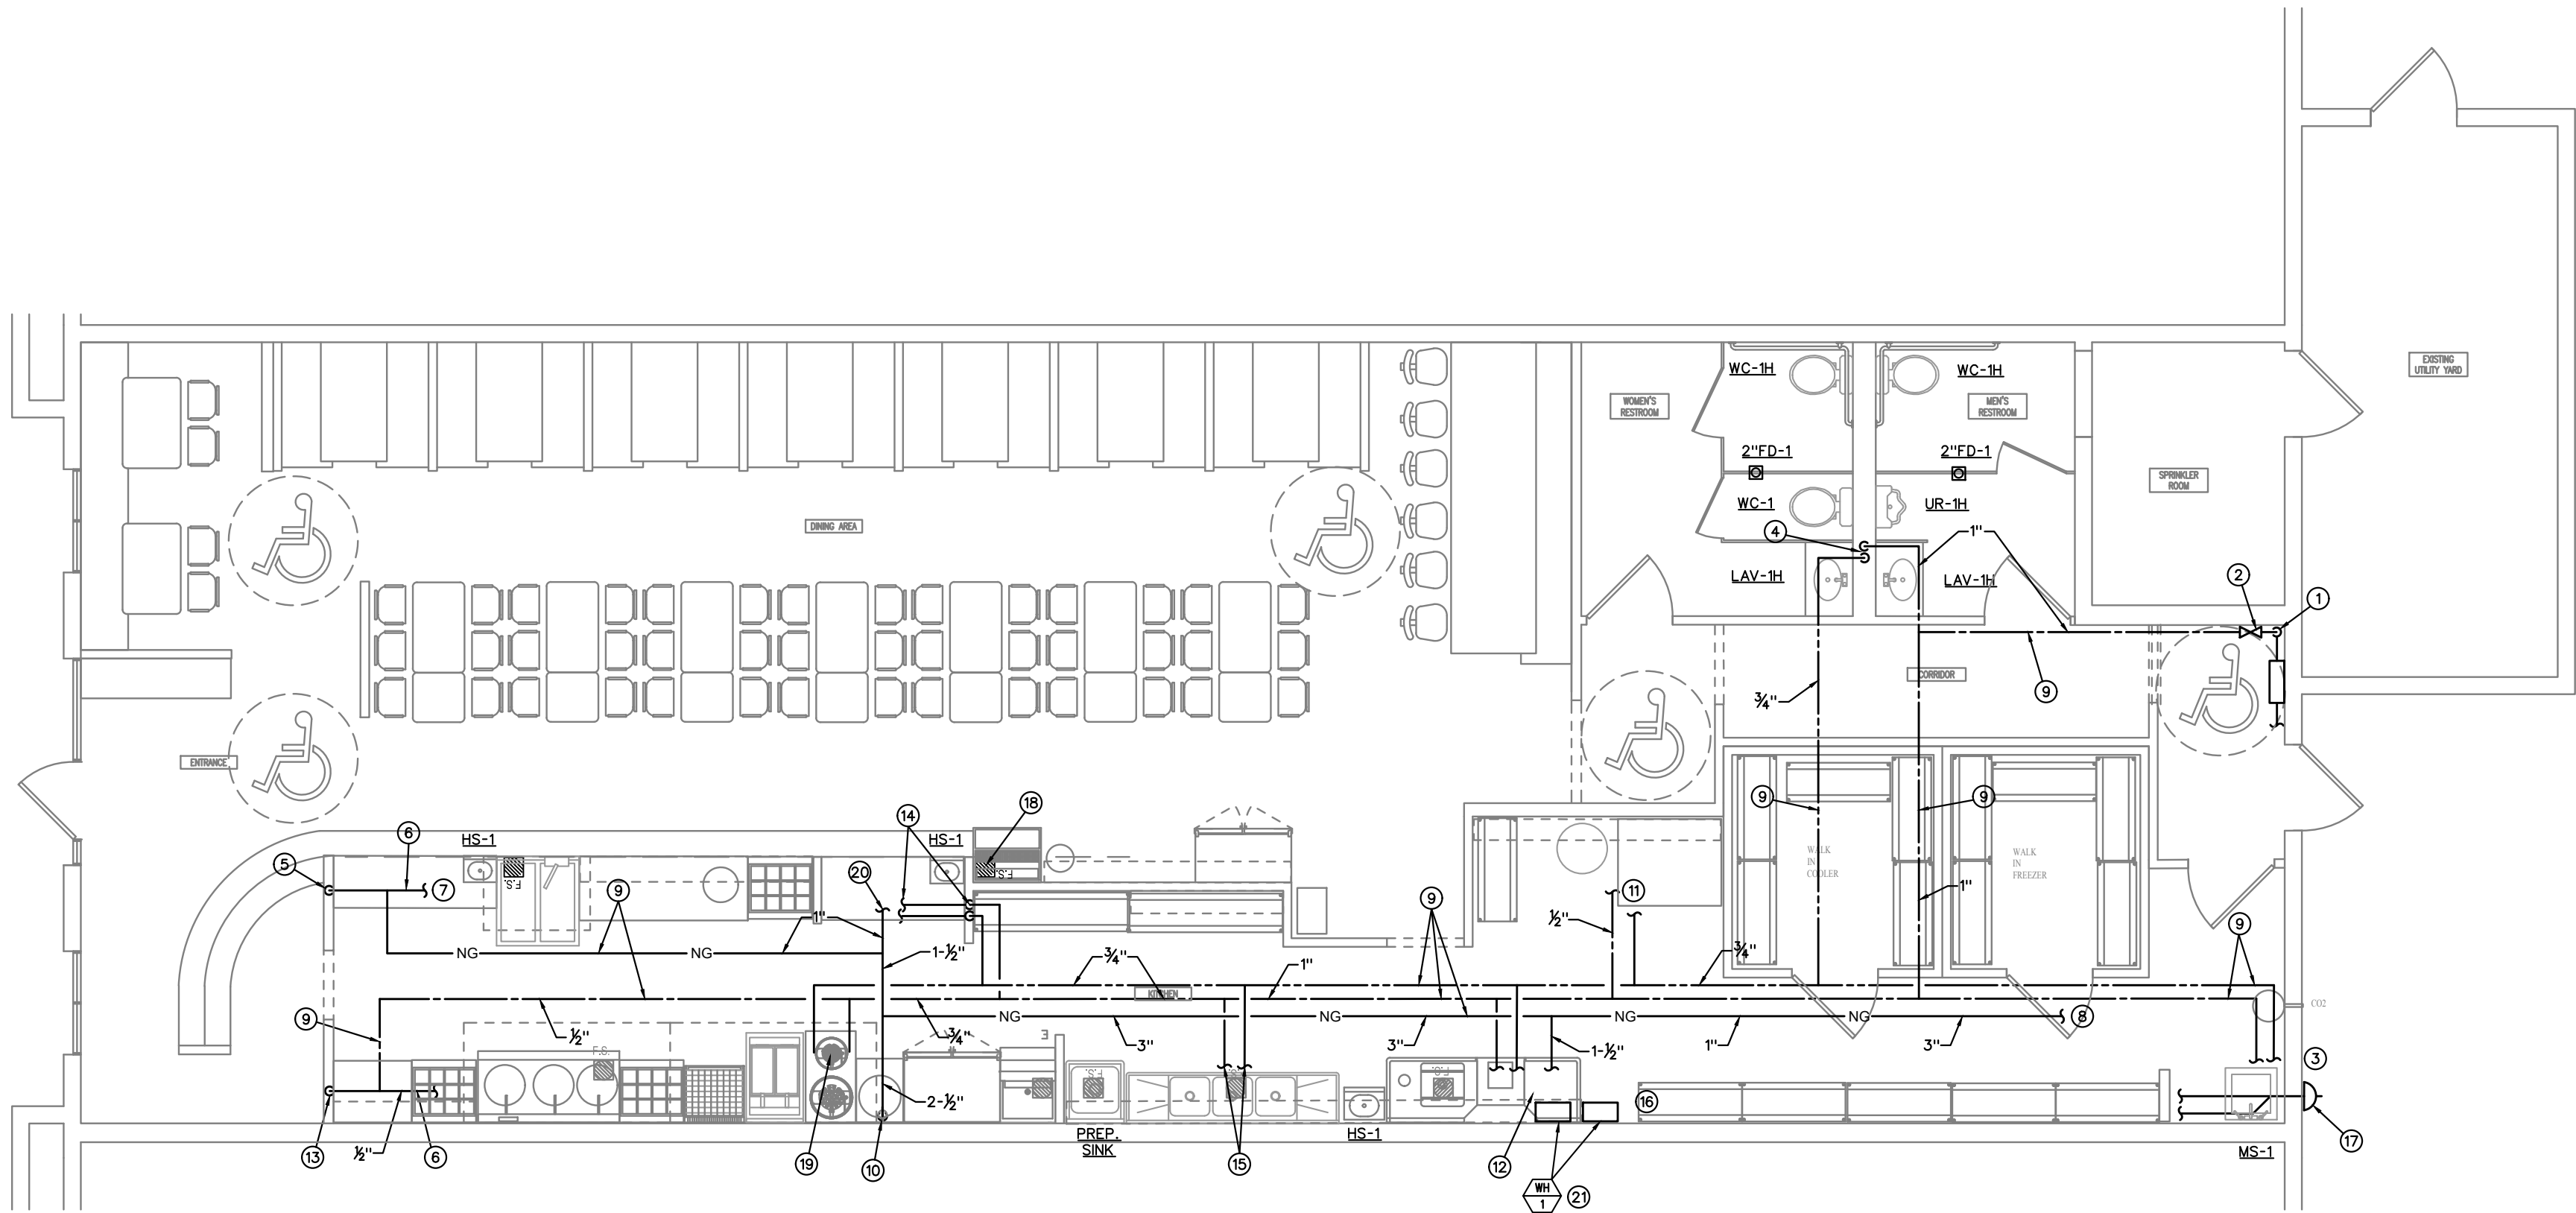 EXISTING
UTILITY YARD
WC-1H
WC-1H
WOMEN'S
RESTROOM
MEN'S
RESTROOM
2"FD-1
2"FD-1
SPRINKLER
ROOM
WC-1
UR-1H
DINING AREA
4
1"
LAV-1H
LAV-1H
2
1
CORRIDOR
9
3/4"
ENTRANCE
9
9
18
14
6
HS-1
HS-1
WALK
IN
COOLER
WALK
IN
FREEZER
5
7
F.S.
9
20
F.S.
9
11
1"
1"
1/2"
9
NG
NG
1-1/2"
3/4"
1"
3/4"
KITCHEN
CO2
9
1/2"
3/4"
NG
NG
NG
NG
8
3"
3"
1-1/2"
1"
3"
3
F.S.
F.S.
F.S.
F.S.
16
2-1/2"
PREP.
SINK
HS-1
MS-1
17
13
1/2"
6
19
10
15
12
WH
1
21